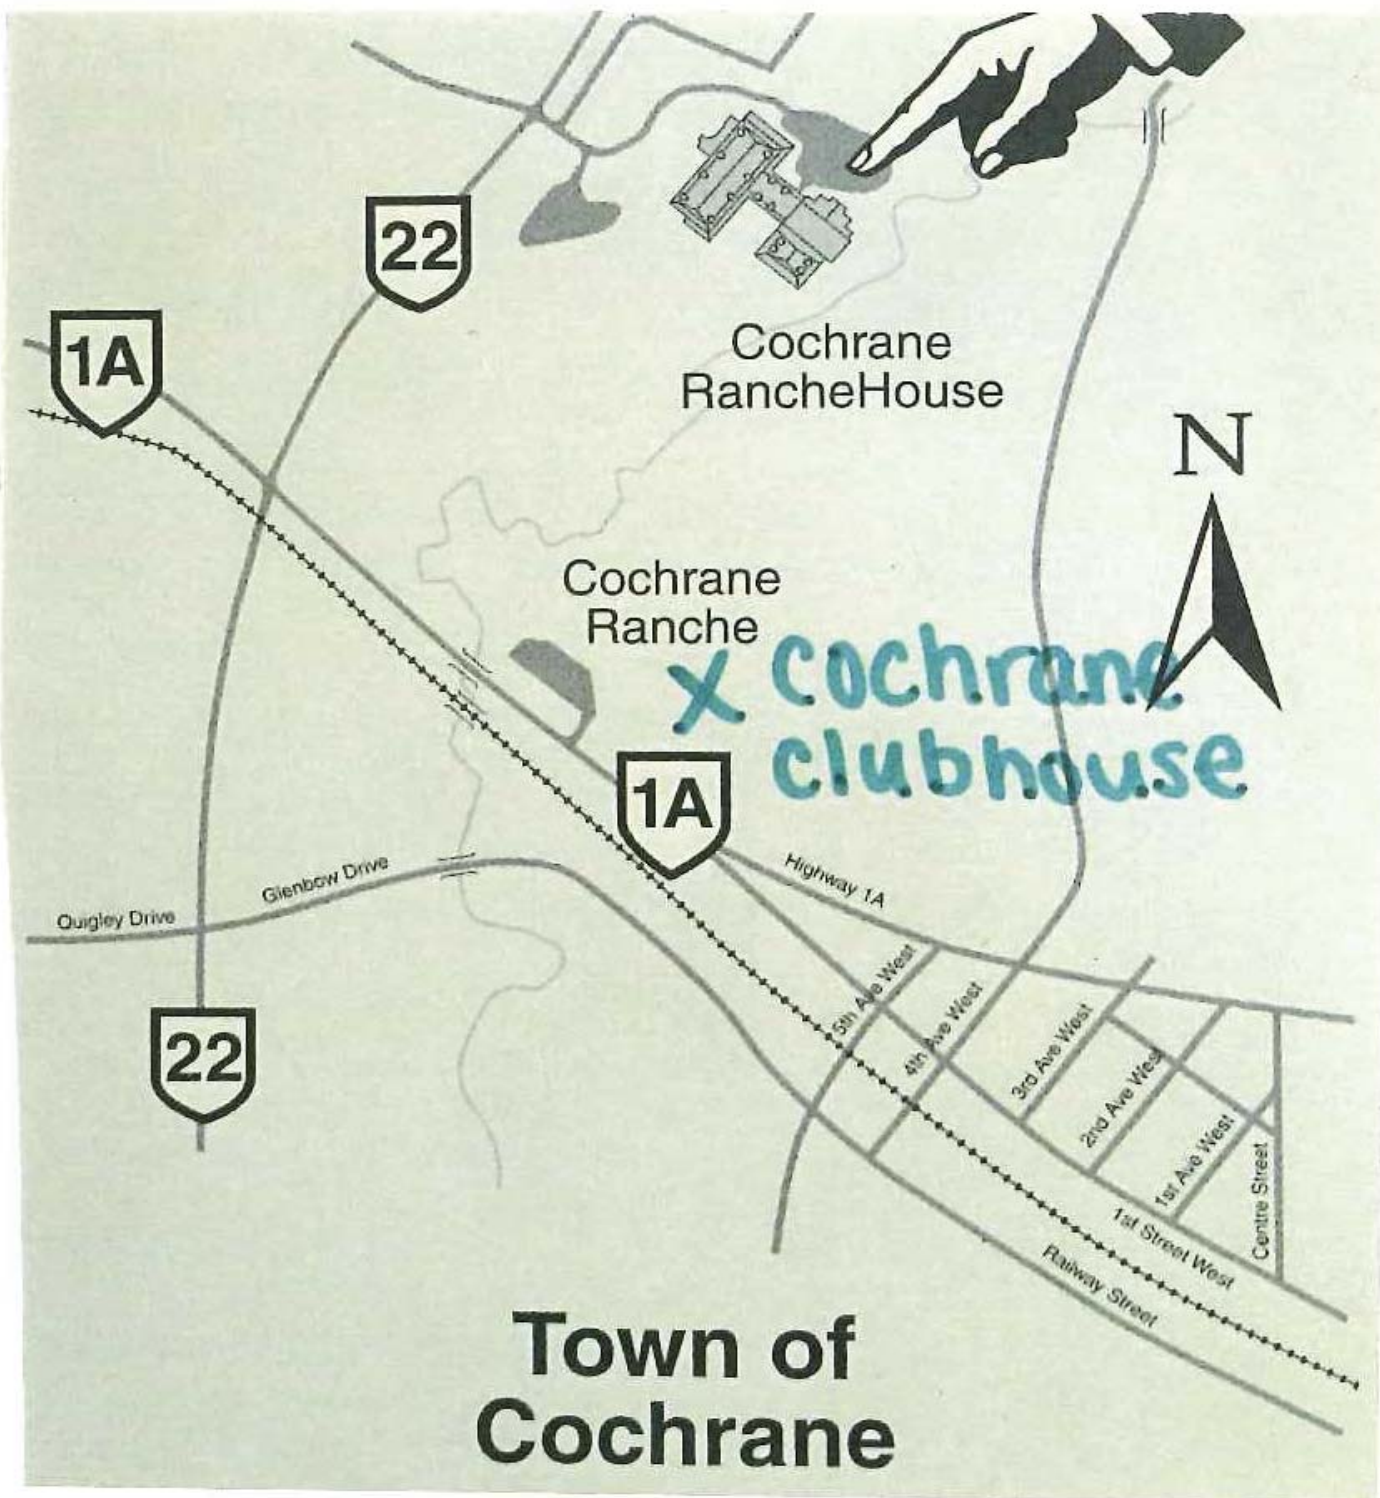 22
1A
Cochrane
RancheHouse
N
Cochrane
Ranche
x Cochrane
clubhouse
1A
Highway 1A
Glenbow Drive
Quigley Drive
5th Ave West
4th Ave West
3rd Ave West
2nd Ave West
1st Ave West
Centre Street
22
1st Street West
Railway Street
Town of
Cochrane